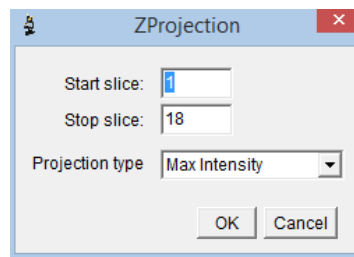 ZProjection
Start slice: 1
Stop slice: 18
Projection type Max Intensity
OK Cancel